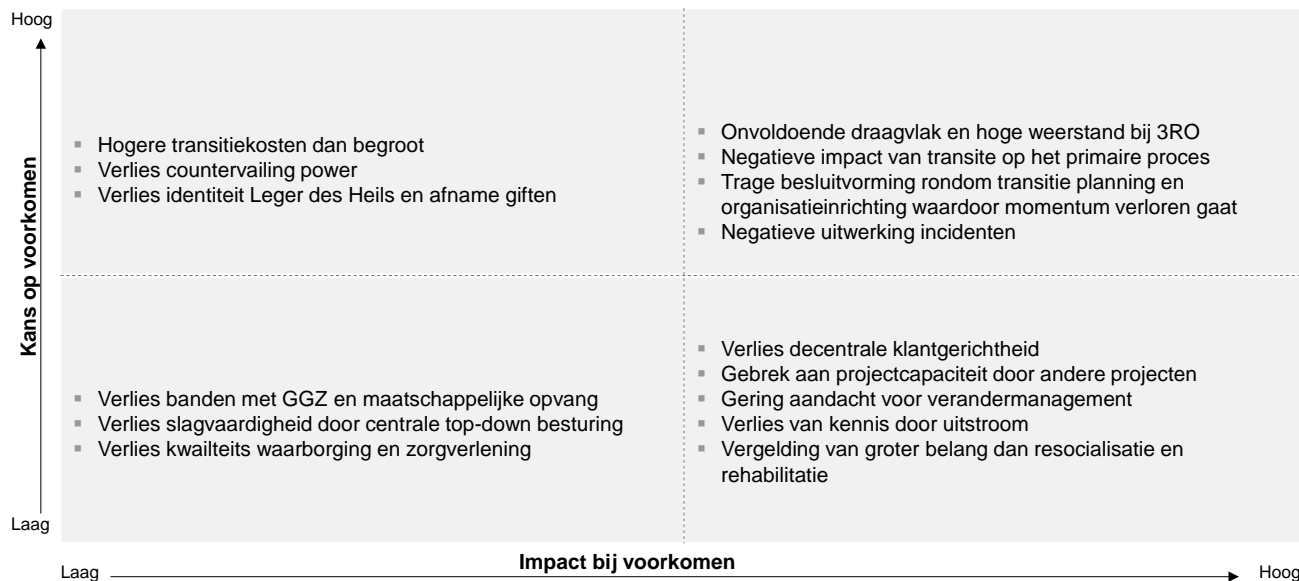 Hoog
Kans op voorkomen
Laag
Hogere transitiekosten dan begroot
Verlies countervailing power
Verlies identiteit Leger des Heils en afname giften
Onvoldoende draagvlak en hoge weerstand bij 3RO
Negatieve impact van transite op het primaire proces
Trage besluitvorming rondom transitie planning en
organisatieinrichting waardoor momentum verloren gaat
Negatieve uitwerking incidenten
Verlies banden met GGZ en maatschappelijke opvang
Verlies slagvaardigheid door centrale top-down besturing
Verlies kwailteits waarborging en zorgverlening
Verlies decentrale klantgerichtheid
Gebrek aan projectcapaciteit door andere projecten
Gering aandacht voor verandermanagement
Verlies van kennis door uitstroom
Vergelding van groter belang dan resocialisatie en
rehabilitatie
Laag
Impact bij voorkomen
Hoog